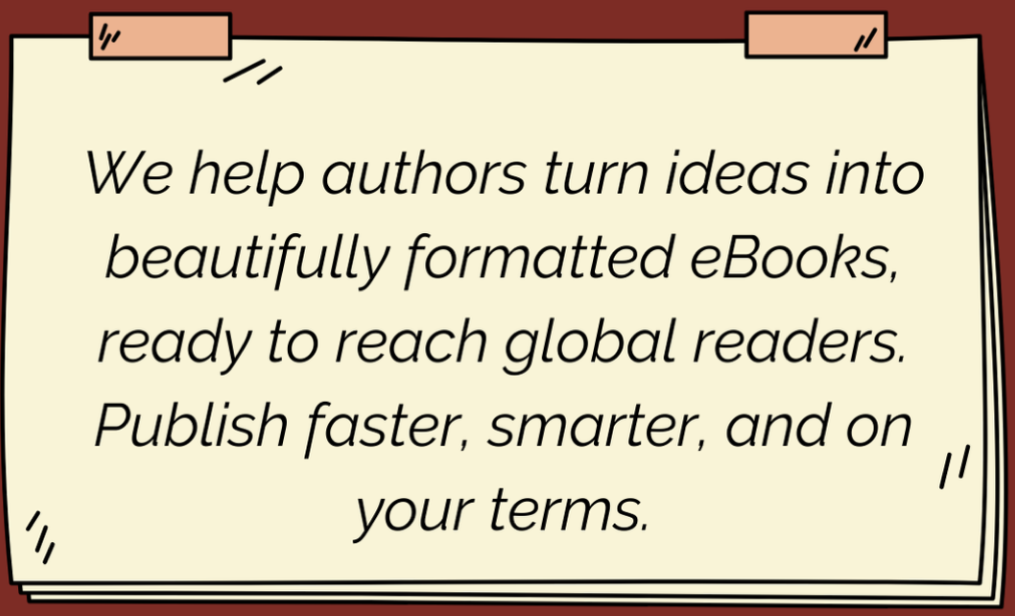 We help authors turn ideas into
beautifully formatted eBooks,
ready to reach global readers.
Publish faster, smarter, and on
your terms.